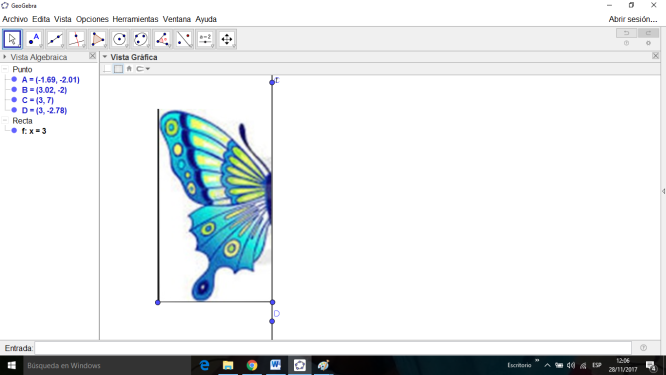 GeoGebra
Archivo Edita Vista Opciones Herramientas Ventana Ayuda
Abrir sesión...
A
a=2
Vista Algebraica
Vista Gráfica
Punto
A = (-1.69, -2.01)
B = (3.02, -2)
C = (3, 7)
D = (3, -2.78)
Recta
f: x = 3
D
Entrada:
Búsqueda en Windows
Escritorio
ESP
12:06
28/11/2017